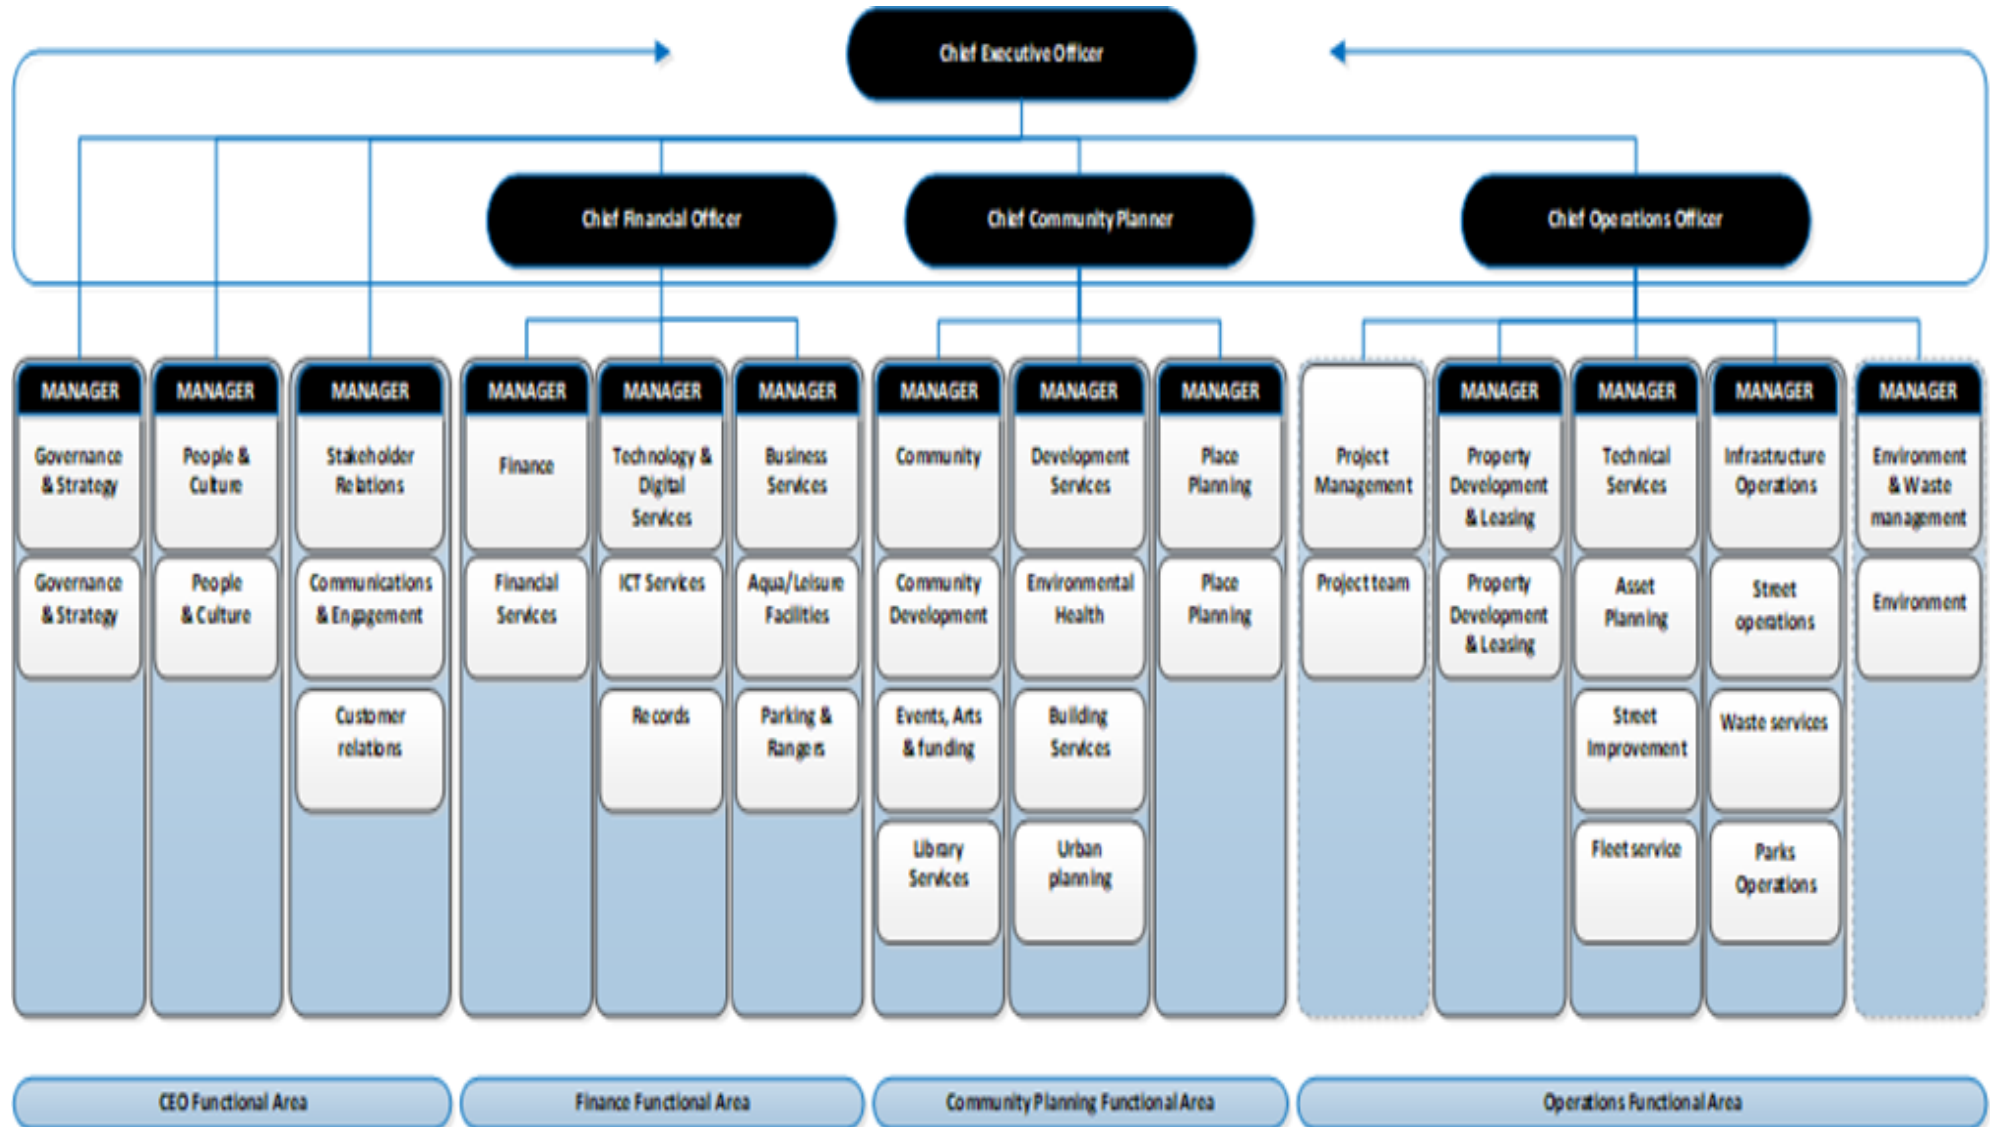 Chief Executive Officer
Chief Financial Officer
Chief Community Planner
Chief Operations Officer
MANAGER
Governance
& Strategy
Governance
& Strategy
MANAGER
People &
Culture
People
& Culture
MANAGER
Stakeholder
Relations
Communications
& Engagement
Customer
relations
MANAGER
Finance
Financial
Services
MANAGER
Technology &
Digital
Services
ICT Services
Records
MANAGER
Business
Services
Aqua/Leisure
Facilities
Parking &
Rangers
MANAGER
Community
Community
Development
Events, Arts
& funding
Library
Services
MANAGER
Development
Services
Environmental
Health
Building
Services
Urban
planning
MANAGER
Place
Planning
Place
Planning
Project
Management
Project team
MANAGER
Property
Development
& Leasing
Property
Development
& Leasing
MANAGER
Technical
Services
Asset
Planning
Street
Improvement
Fleet service
MANAGER
Infrastructure
Operations
Street
operations
Waste services
Parks
Operations
MANAGER
Environment
& Waste
management
Environment
CEO Functional Area
Finance Functional Area
Community Planning Functional Area
Operations Functional Area